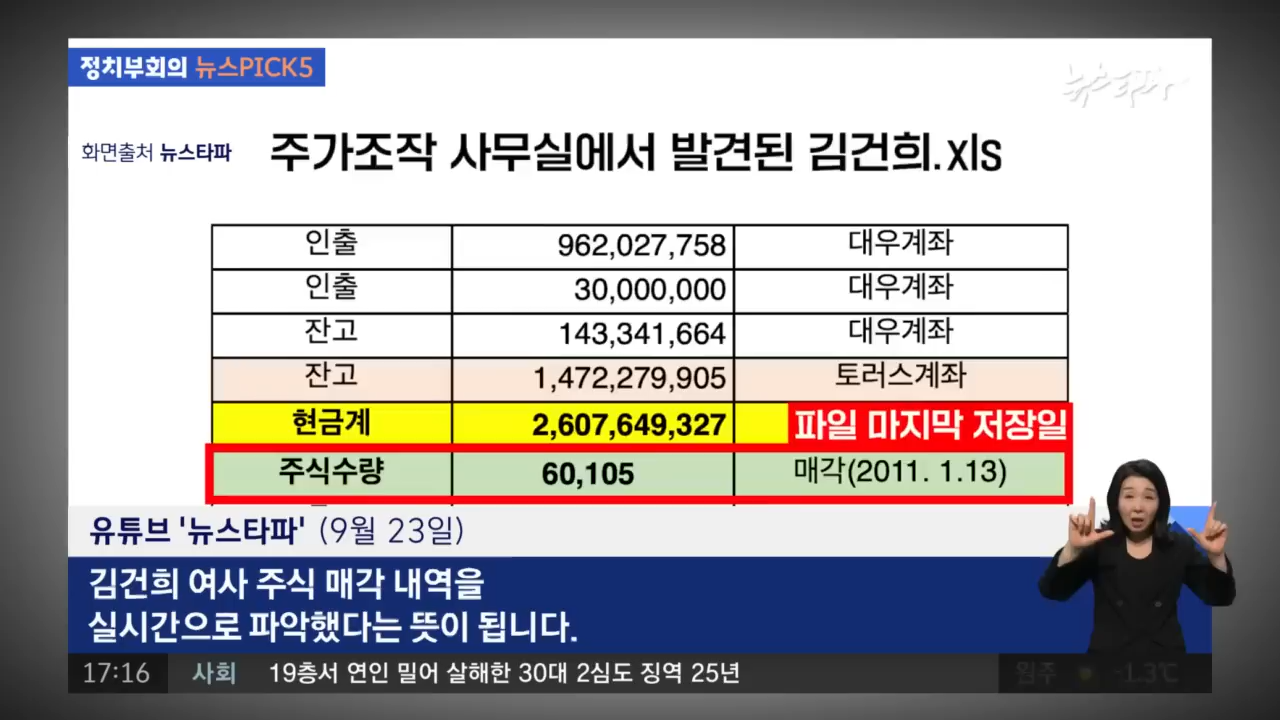 정치부회의 뉴스PICK5
뉴스타파
화면출처 뉴스타파
주가조작 사무실에서 발견된 김건희.xls
인출 962,027,758 대우계좌
인출 30,000,000 대우계좌
잔고 143,341,664 대우계좌
잔고 1,472,279,905 토러스계좌
현금계 2,607,649,327 파일 마지막 저장일
주식수량 60,105 매각(2011. 1.13)
유튜브 '뉴스타파' (9월 23일)
김건희 여사 주식 매각 내역을
실시간으로 파악했다는 뜻이 됩니다.
17:16 사회 19층서 연인 밀어 살해한 30대 2심도 징역 25년
원주 -1.3℃